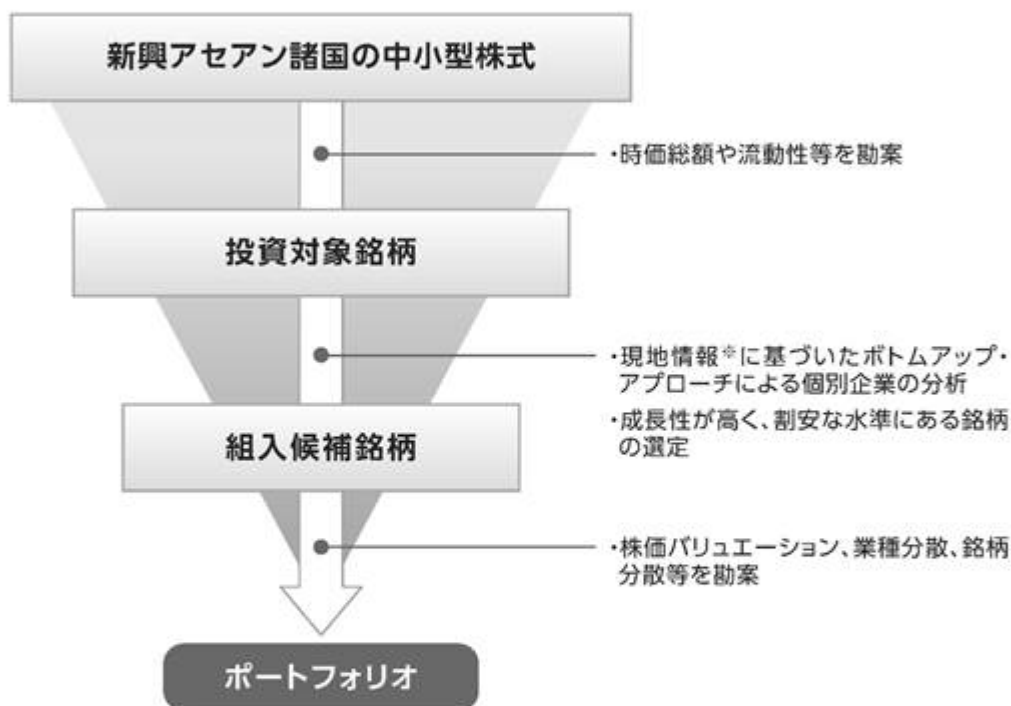 新興アセアン諸国の中小型株式
・時価総額や流動性等を勘案
投資対象銘柄
・現地情報※に基づいたボトムアップ・
アプローチによる個別企業の分析
・成長性が高く、割安な水準にある銘柄
の選定
組入候補銘柄
・株価バリュエーション、業種分散、銘柄
分散等を勘案
ポートフォリオ